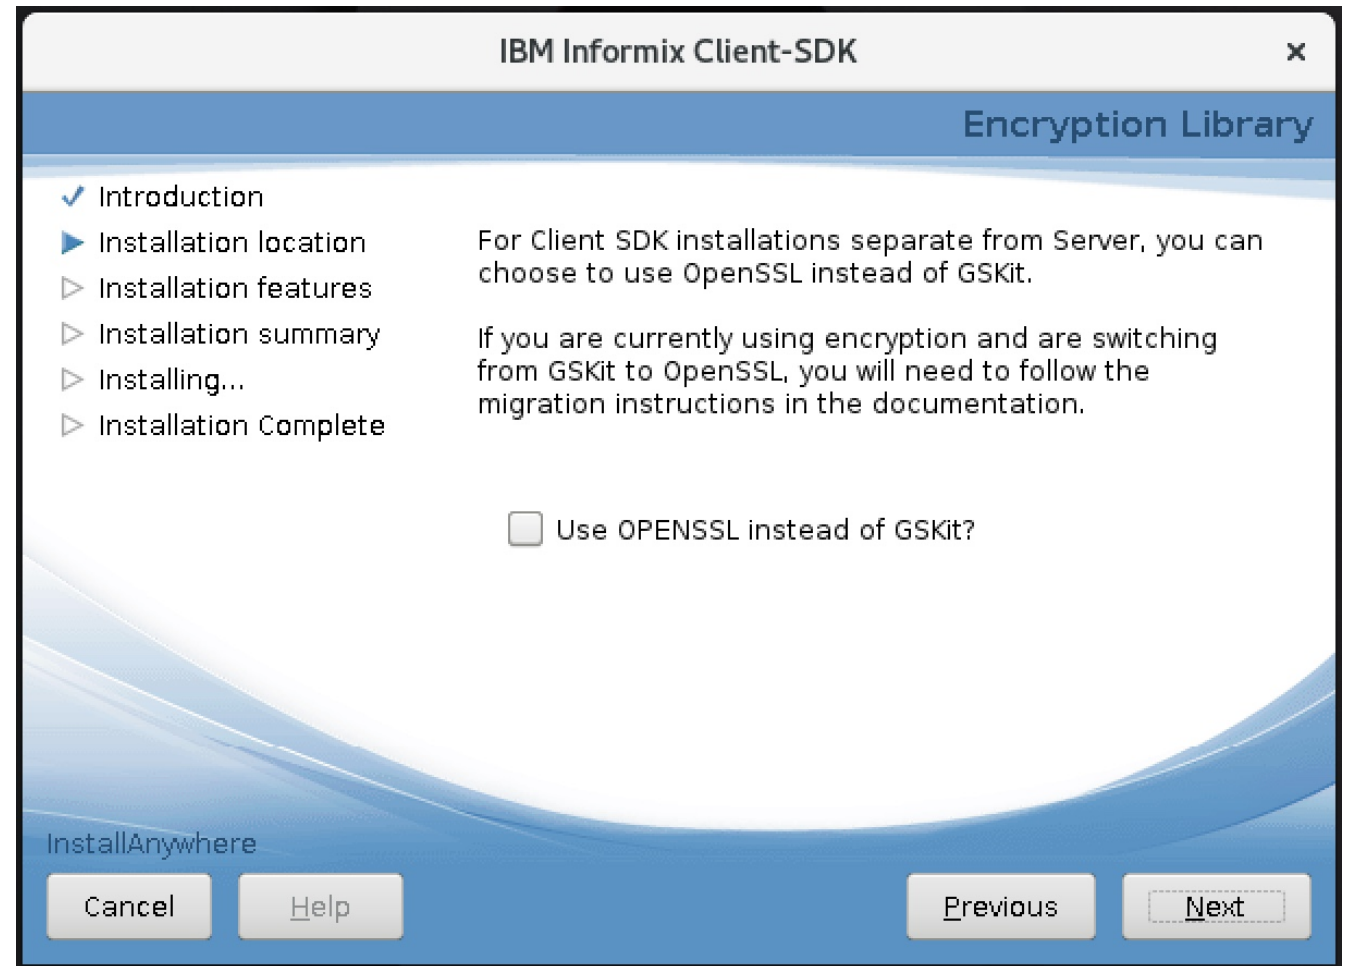 IBM Informix Client-SDK
×
Encryption Library
Introduction
Installation location
Installation features
Installation summary
Installing...
Installation Complete
For Client SDK installations separate from Server, you can
choose to use OpenSSL instead of GSKit.
If you are currently using encryption and are switching
from GSKit to OpenSSL, you will need to follow the
migration instructions in the documentation.
Use OPENSSL instead of GSKit?
InstallAnywhere
Cancel
Help
Previous
Next